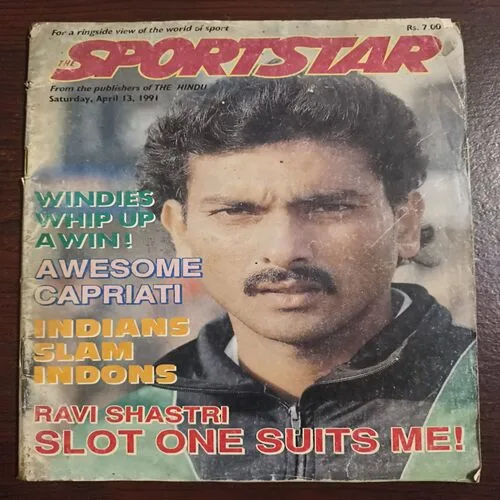 For a ringside view of the world of sport
Rs. 7.00
THE SPORTSTAR
From the publishers of THE HINDU
Saturday, April 13, 1991
WINDIES
WHIP UP
A WIN!
AWESOME
CAPRIATI
INDIANS
SLAM
INDONS
RAVI SHASTRI
SLOT ONE SUITS ME!